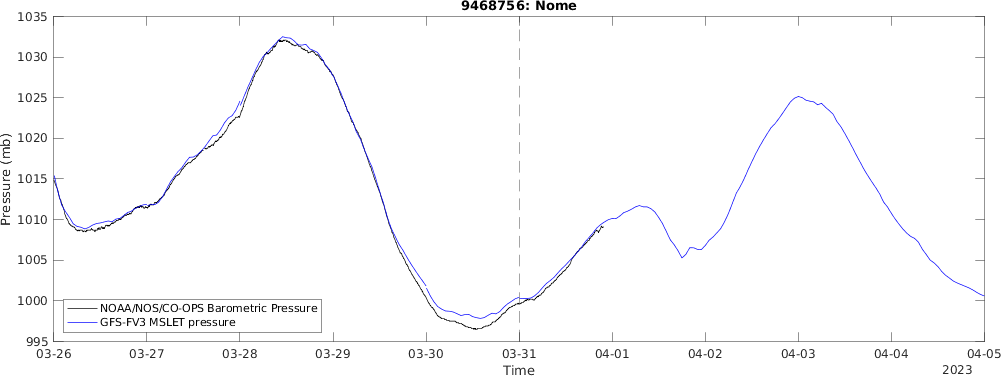 9468756: Nome
Pressure (mb)
1035
1030
1025
1020
1015
1010
1005
1000
995
NOAA/NOS/CO-OPS Barometric Pressure
GFS-FV3 MSLET pressure
03-26 03-27 03-28 03-29 03-30 03-31 04-01 04-02 04-03 04-04 04-05
Time
2023